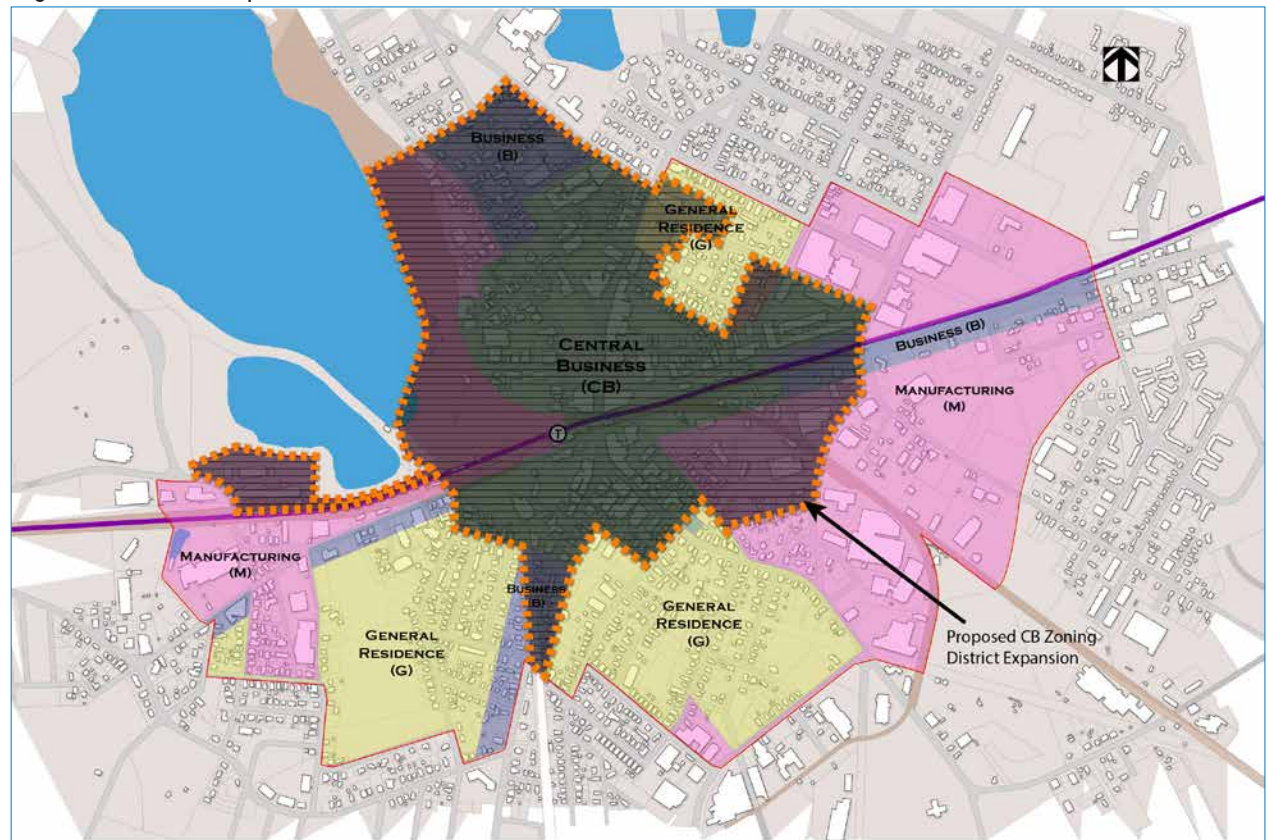 BUSINESS
(B)
GENERAL
RESIDENCE
(G)
CENTRAL
BUSINESS
(CB)
BUSINESS (B)
MANUFACTURING
(M)
T
MANUFACTURING
(M)
BUSINESS
(B)
GENERAL
RESIDENCE
(G)
GENERAL
RESIDENCE
(G)
Proposed CB Zoning
District Expansion